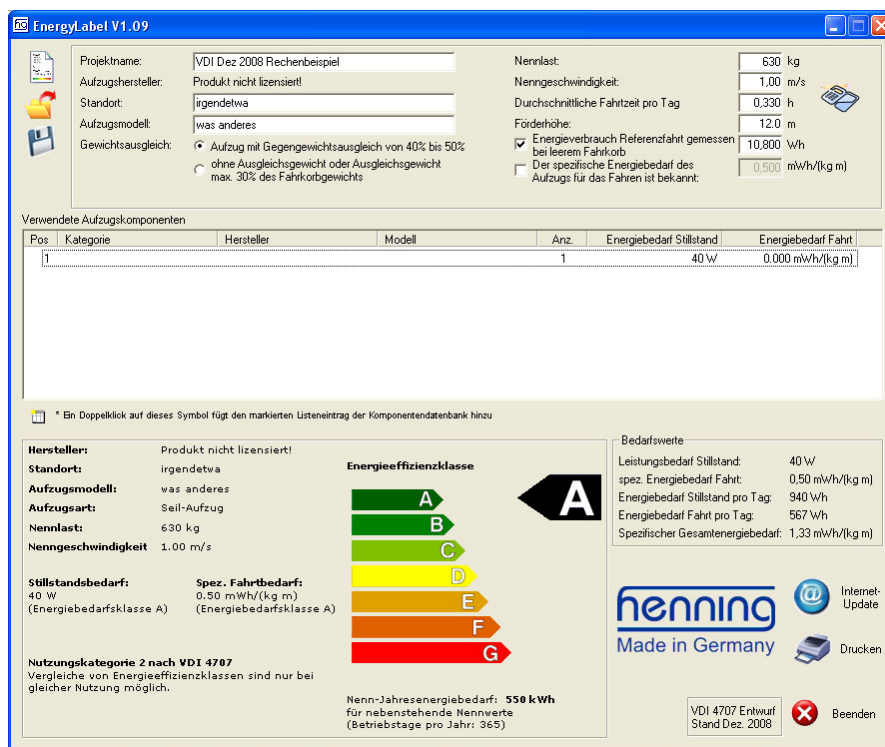 EnergyLabel V1.09
Projektname: VDI Dez 2008 Rechenbeispiel
Aufzugshersteller: Produkt nicht lizensiert!
Standort: irgendetwa
Aufzugsmodell: was anderes
Gewichtsausgleich: Aufzug mit Gegengewichtsausgleich von 40% bis 50%
ohne Ausgleichsgewicht oder Ausgleichsgewicht
max. 30% des Fahrkorbgewichts
Nennlast: 630 kg
Nenngeschwindigkeit: 1,00 m/s
Durchschnittliche Fahrtzeit pro Tag 0,330 h
Förderhöhe: 12.0 m
Energieverbrauch Referenzfahrt gemessen
bei leerem Fahrkorb 10,800 Wh
Der spezifische Energiebedarf des
Aufzugs für das Fahren ist bekannt: 0,500 mWh/(kg m)
Verwendete Aufzugskomponenten
Pos Kategorie Hersteller Modell Anz. Energiebedarf Stillstand Energiebedarf Fahrt
1 1 40 W 0.000 mWh/(kg m)
* Ein Doppelklick auf dieses Symbol fügt den markierten Listeneintrag der Komponentendatenbank hinzu
Hersteller: Produkt nicht lizensiert!
Standort: irgendetwa
Aufzugsmodell: was anderes
Aufzugsart: Seil-Aufzug
Nennlast: 630 kg
Nenngeschwindigkeit 1.00 m/s
Stillstandsbedarf: Spez. Fahrtbedarf:
40 W 0.50 mWh/(kg m)
(Energiebedarfsklasse A) (Energiebedarfsklasse A)
Nutzungskategorie 2 nach VDI 4707
Vergleiche von Energieeffizienzklassen sind nur bei
gleicher Nutzung möglich.
Energieeffizienzklasse
A
A
B
C
D
E
F
G
Nenn-Jahresenergiebedarf: 550 kWh
für nebenstehende Nennwerte
(Betriebstage pro Jahr: 365)
Bedarfswerte
Leistungsbedarf Stillstand: 40 W
spez. Energiebedarf Fahrt: 0,50 mWh/(kg m)
Energiebedarf Stillstand pro Tag: 940 Wh
Energiebedarf Fahrt pro Tag: 567 Wh
Spezifischer Gesamtenergiebedarf: 1,33 mWh/(kg m)
henning
Made in Germany
Internet-
Update
Drucken
VDI 4707 Entwurf
Stand Dez. 2008
Beenden